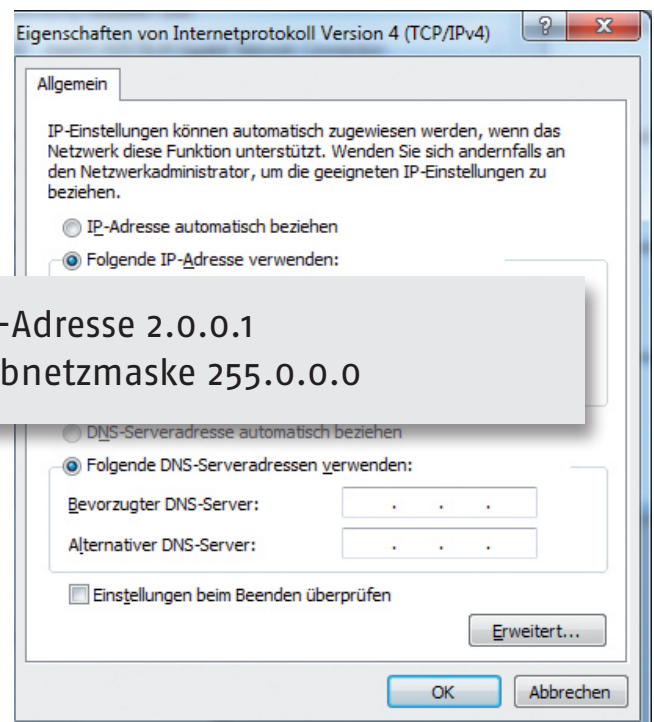 Eigenschaften von Internetprotokoll Version 4 (TCP/IPv4)
Allgemein
IP-Einstellungen können automatisch zugewiesen werden, wenn das
Netzwerk diese Funktion unterstützt. Wenden Sie sich andernfalls an
den Netzwerkadministrator, um die geeigneten IP-Einstellungen zu
beziehen.
IP-Adresse automatisch beziehen
Folgende IP-Adresse verwenden:
-Adresse 2.0.0.1
bnetzmaske 255.0.0.0
DNS-Serveradresse automatisch beziehen
Folgende DNS-Serveradressen verwenden:
Bevorzugter DNS-Server: . . .
Alternativer DNS-Server: . . .
Einstellungen beim Beenden überprüfen
Erweitert...
OK Abbrechen